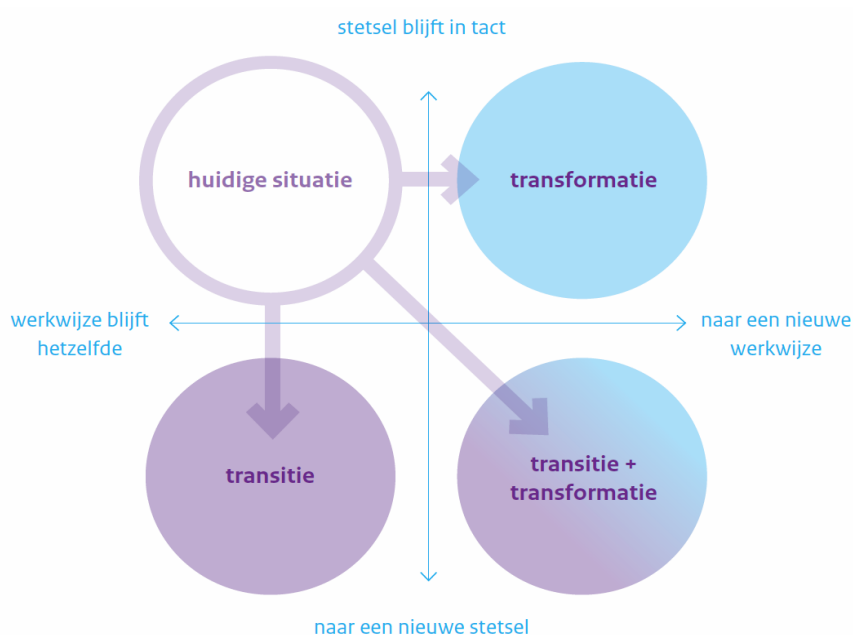 stetsel blijft in tact
huidige situatie
transformatie
werkwijze blijft
hetzelfde
naar een nieuwe
werkwijze
transitie
transitie +
transformatie
naar een nieuwe stetsel